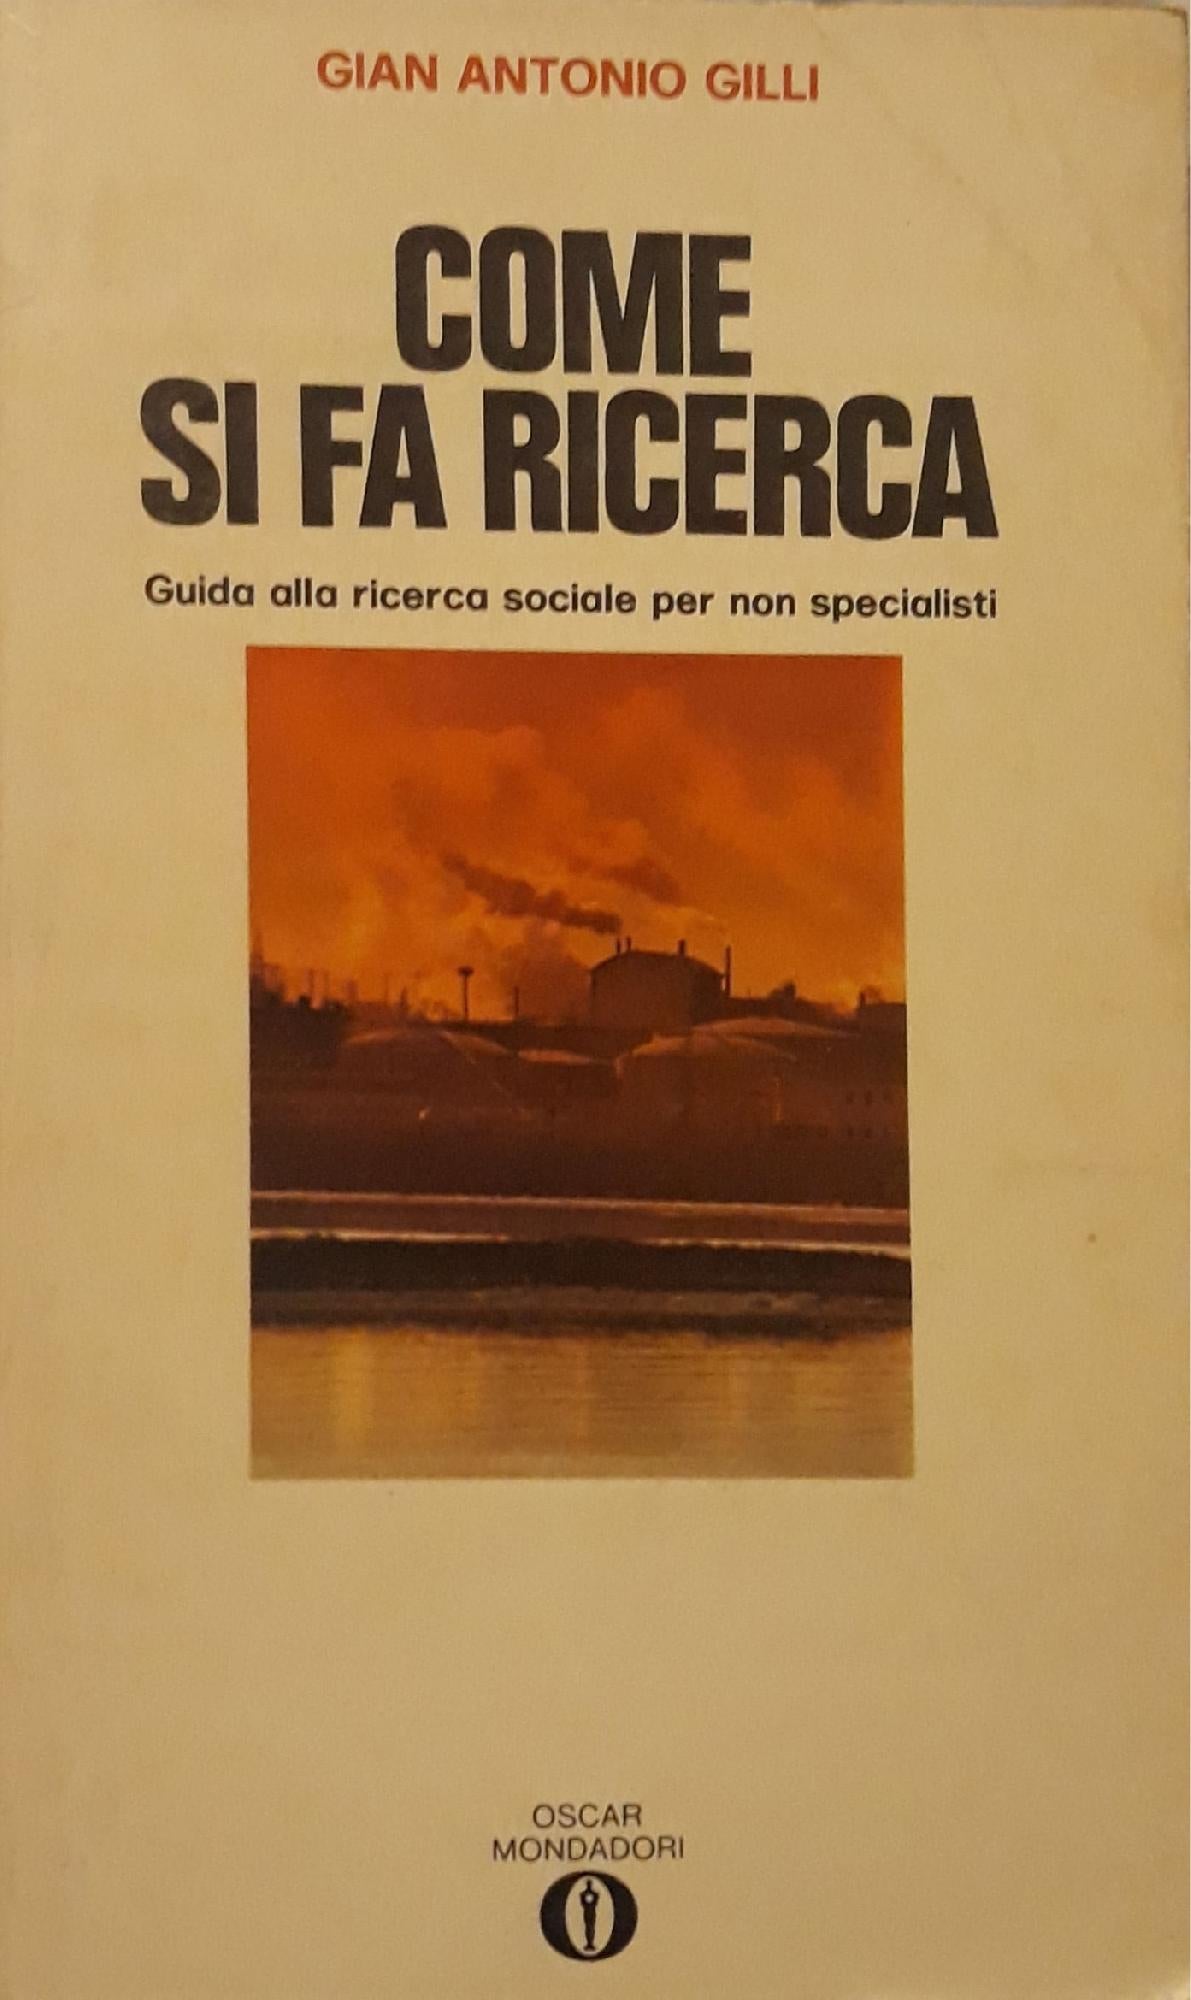 GIAN ANTONIO GILLI
COME
SI FA RICERCA
Guida alla ricerca sociale per non specialisti
OSCAR
MONDADORI